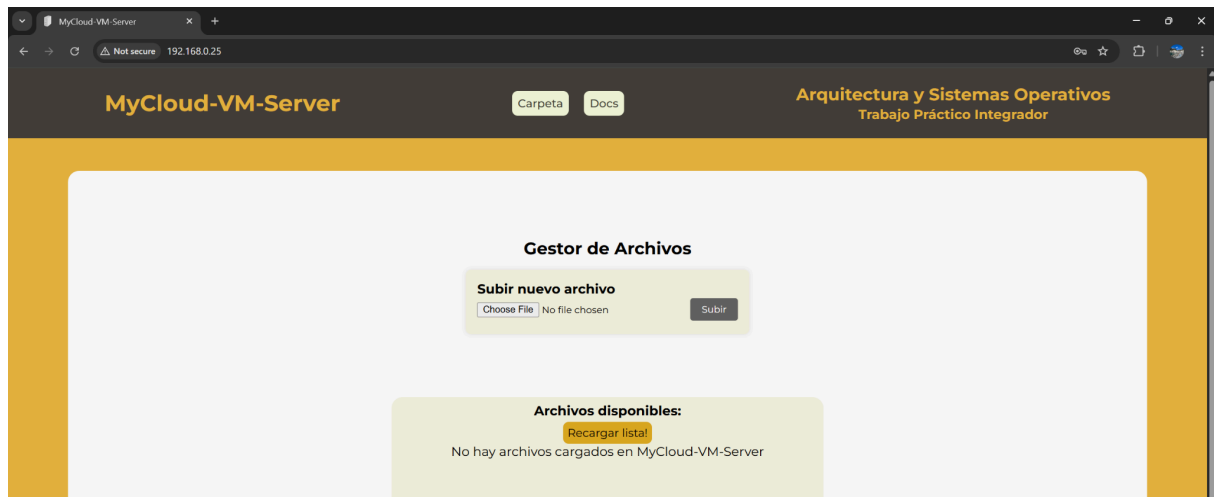 MyCloud-VM-Server
Not secure 192.168.0.25
MyCloud-VM-Server
Carpeta Docs
Arquitectura y Sistemas Operativos
Trabajo Práctico Integrador
Gestor de Archivos
Subir nuevo archivo
Choose File No file chosen
Subir
Archivos disponibles:
Recargar lista!
No hay archivos cargados en MyCloud-VM-Server